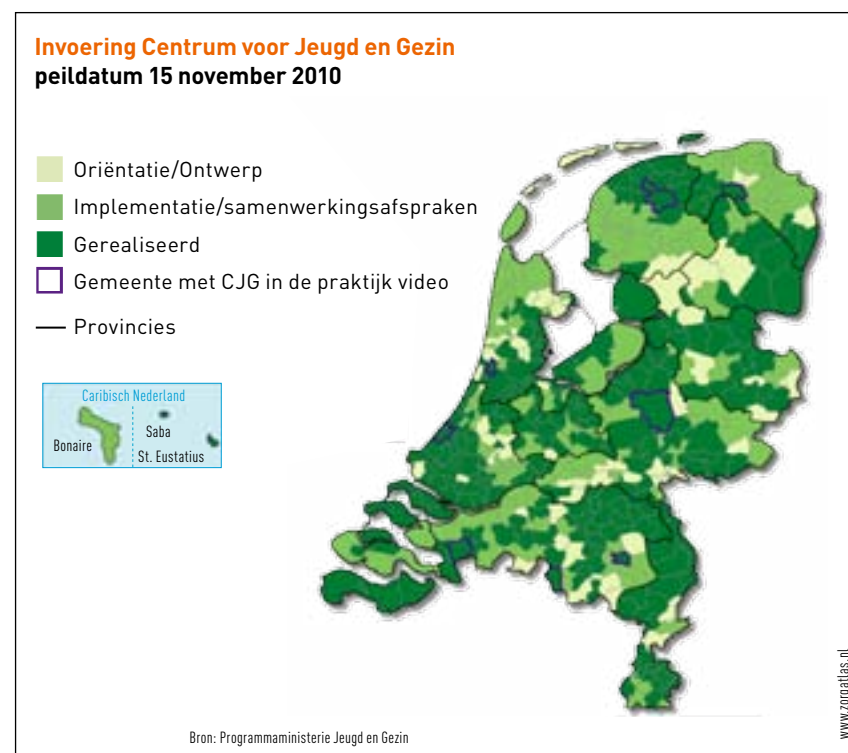 Invoering Centrum voor Jeugd en Gezin
peildatum 15 november 2010
Oriëntatie/Ontwerp
Implementatie/samenwerkingsafspraken
Gerealiseerd
Gemeente met CJG in de praktijk video
Provincies
Caribisch Nederland
Bonaire
Saba
St. Eustatius
Bron: Programmaministerie Jeugd en Gezin
www.zorgatlas.nl